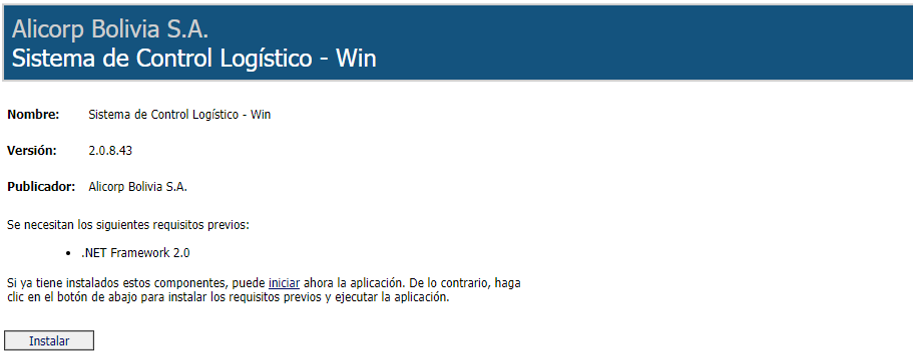 Alicorp Bolivia S.A.
Sistema de Control Logístico - Win
Nombre: Sistema de Control Logístico - Win
Versión: 2.0.8.43
Publicador: Alicorp Bolivia S.A.
Se necesitan los siguientes requisitos previos:
• .NET Framework 2.0
Si ya tiene instalados estos componentes, puede iniciar ahora la aplicación. De lo contrario, haga
clic en el botón de abajo para instalar los requisitos previos y ejecutar la aplicación.
Instalar